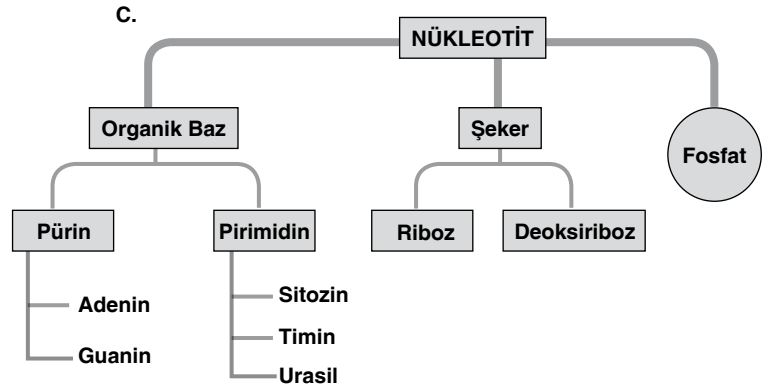 C.
NÜKLEOTİT
Organik Baz
Şeker
Fosfat
Pürin
Pirimidin
Riboz
Deoksiriboz
Adenin
Guanin
Sitozin
Timin
Urasil